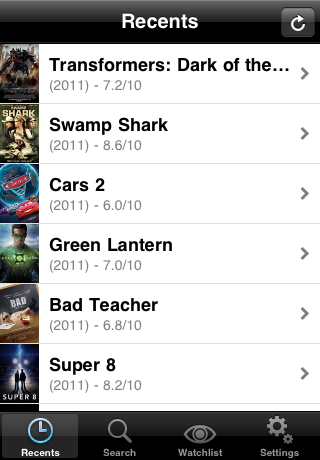 Recents
Transformers: Dark of the...
(2011) - 7.2/10
SHARK
Swamp Shark
(2011) - 8.6/10
Cars 2
(2011) - 6.0/10
Green Lantern
(2011) - 7.0/10
BAD
Bad Teacher
(2011) - 6.8/10
SUPER 8
Super 8
(2011) - 8.2/10
Recents
Search
Watchlist
Settings